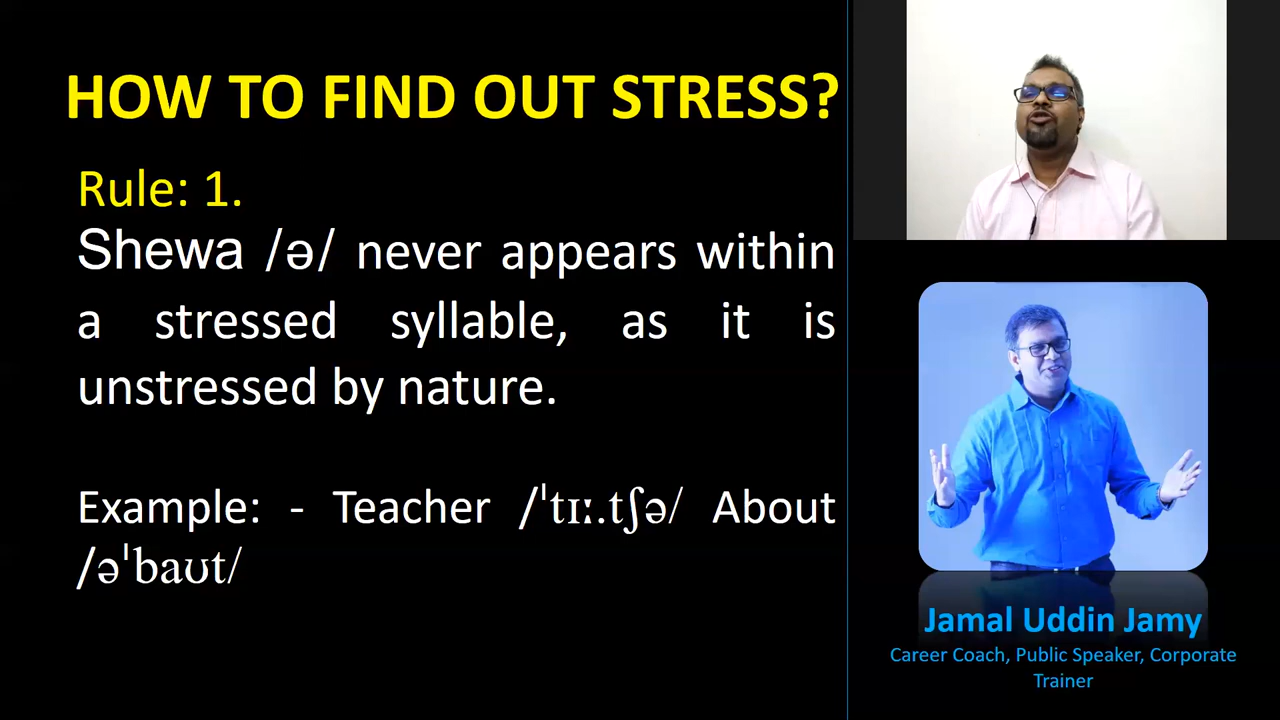 HOW TO FIND OUT STRESS?
Rule: 1.
Shewa /ə/ never appears within
a stressed syllable, as it is
unstressed by nature.
Example: - Teacher /ˈtɪː.tʃə/ About
/əˈbaʊt/
Jamal Uddin Jamy
Career Coach, Public Speaker, Corporate
Trainer